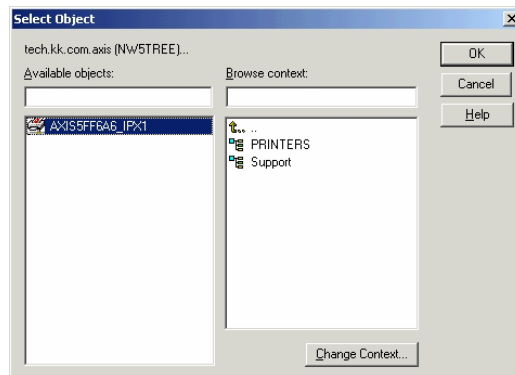 Select Object
tech.kk.com.axis (NW5TREE)...
Available objects:
Browse context:
AXIS5FF6A6_IPX1
..
PRINTERS
Support
OK
Cancel
Help
Change Context...